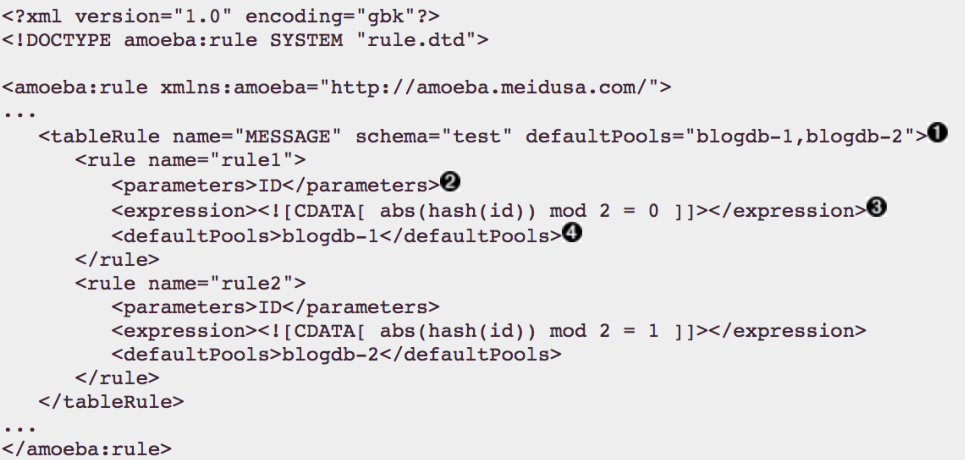 <?xml version="1.0" encoding="gbk"?>
<!DOCTYPE amoeba:rule SYSTEM "rule.dtd">
<amoeba:rule xmlns:amoeba="http://amoeba.meidusa.com/">
...
<tableRule name="MESSAGE" schema="test" defaultPools="blogdb-1,blogdb-2">❶
<rule name="rule1">
<parameters>ID</parameters>❷
<expression><![CDATA[ abs(hash(id)) mod 2 = 0 ]]></expression>❸
<defaultPools>blogdb-1</defaultPools>❹
</rule>
<rule name="rule2">
<parameters>ID</parameters>
<expression><![CDATA[ abs(hash(id)) mod 2 = 1 ]]></expression>
<defaultPools>blogdb-2</defaultPools>
</rule>
</tableRule>
...
</amoeba:rule>